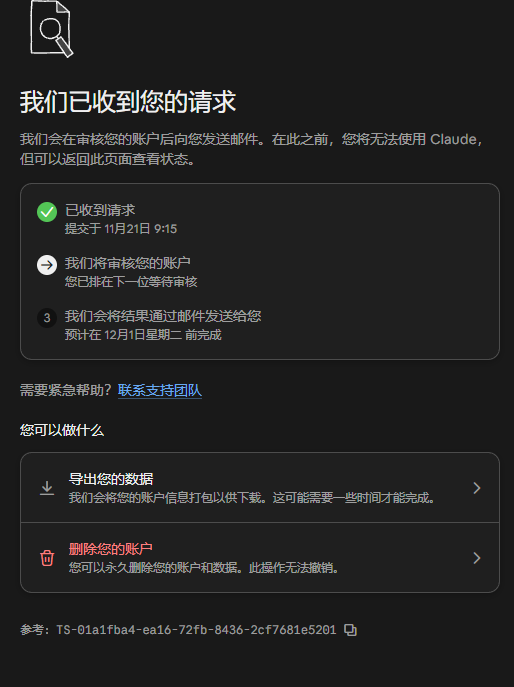 我们已收到您的请求
我们会在审核您的账户后向您发送邮件。在此之前，您将无法使用 Claude，
但可以返回此页面查看状态。
已收到请求
提交于 11月21日 9:15
我们将审核您的账户
您已排在下一位等待审核
3
我们会将结果通过邮件发送给您
预计在 12月1日星期二 前完成
需要紧急帮助？联系支持团队
您可以做什么
导出您的数据
我们会将您的账户信息打包以供下载。这可能需要一些时间才能完成。
删除您的账户
您可以永久删除您的账户和数据。此操作无法撤销。
参考：TS-01a1fba4-ea16-72fb-8436-2cf7681e5201